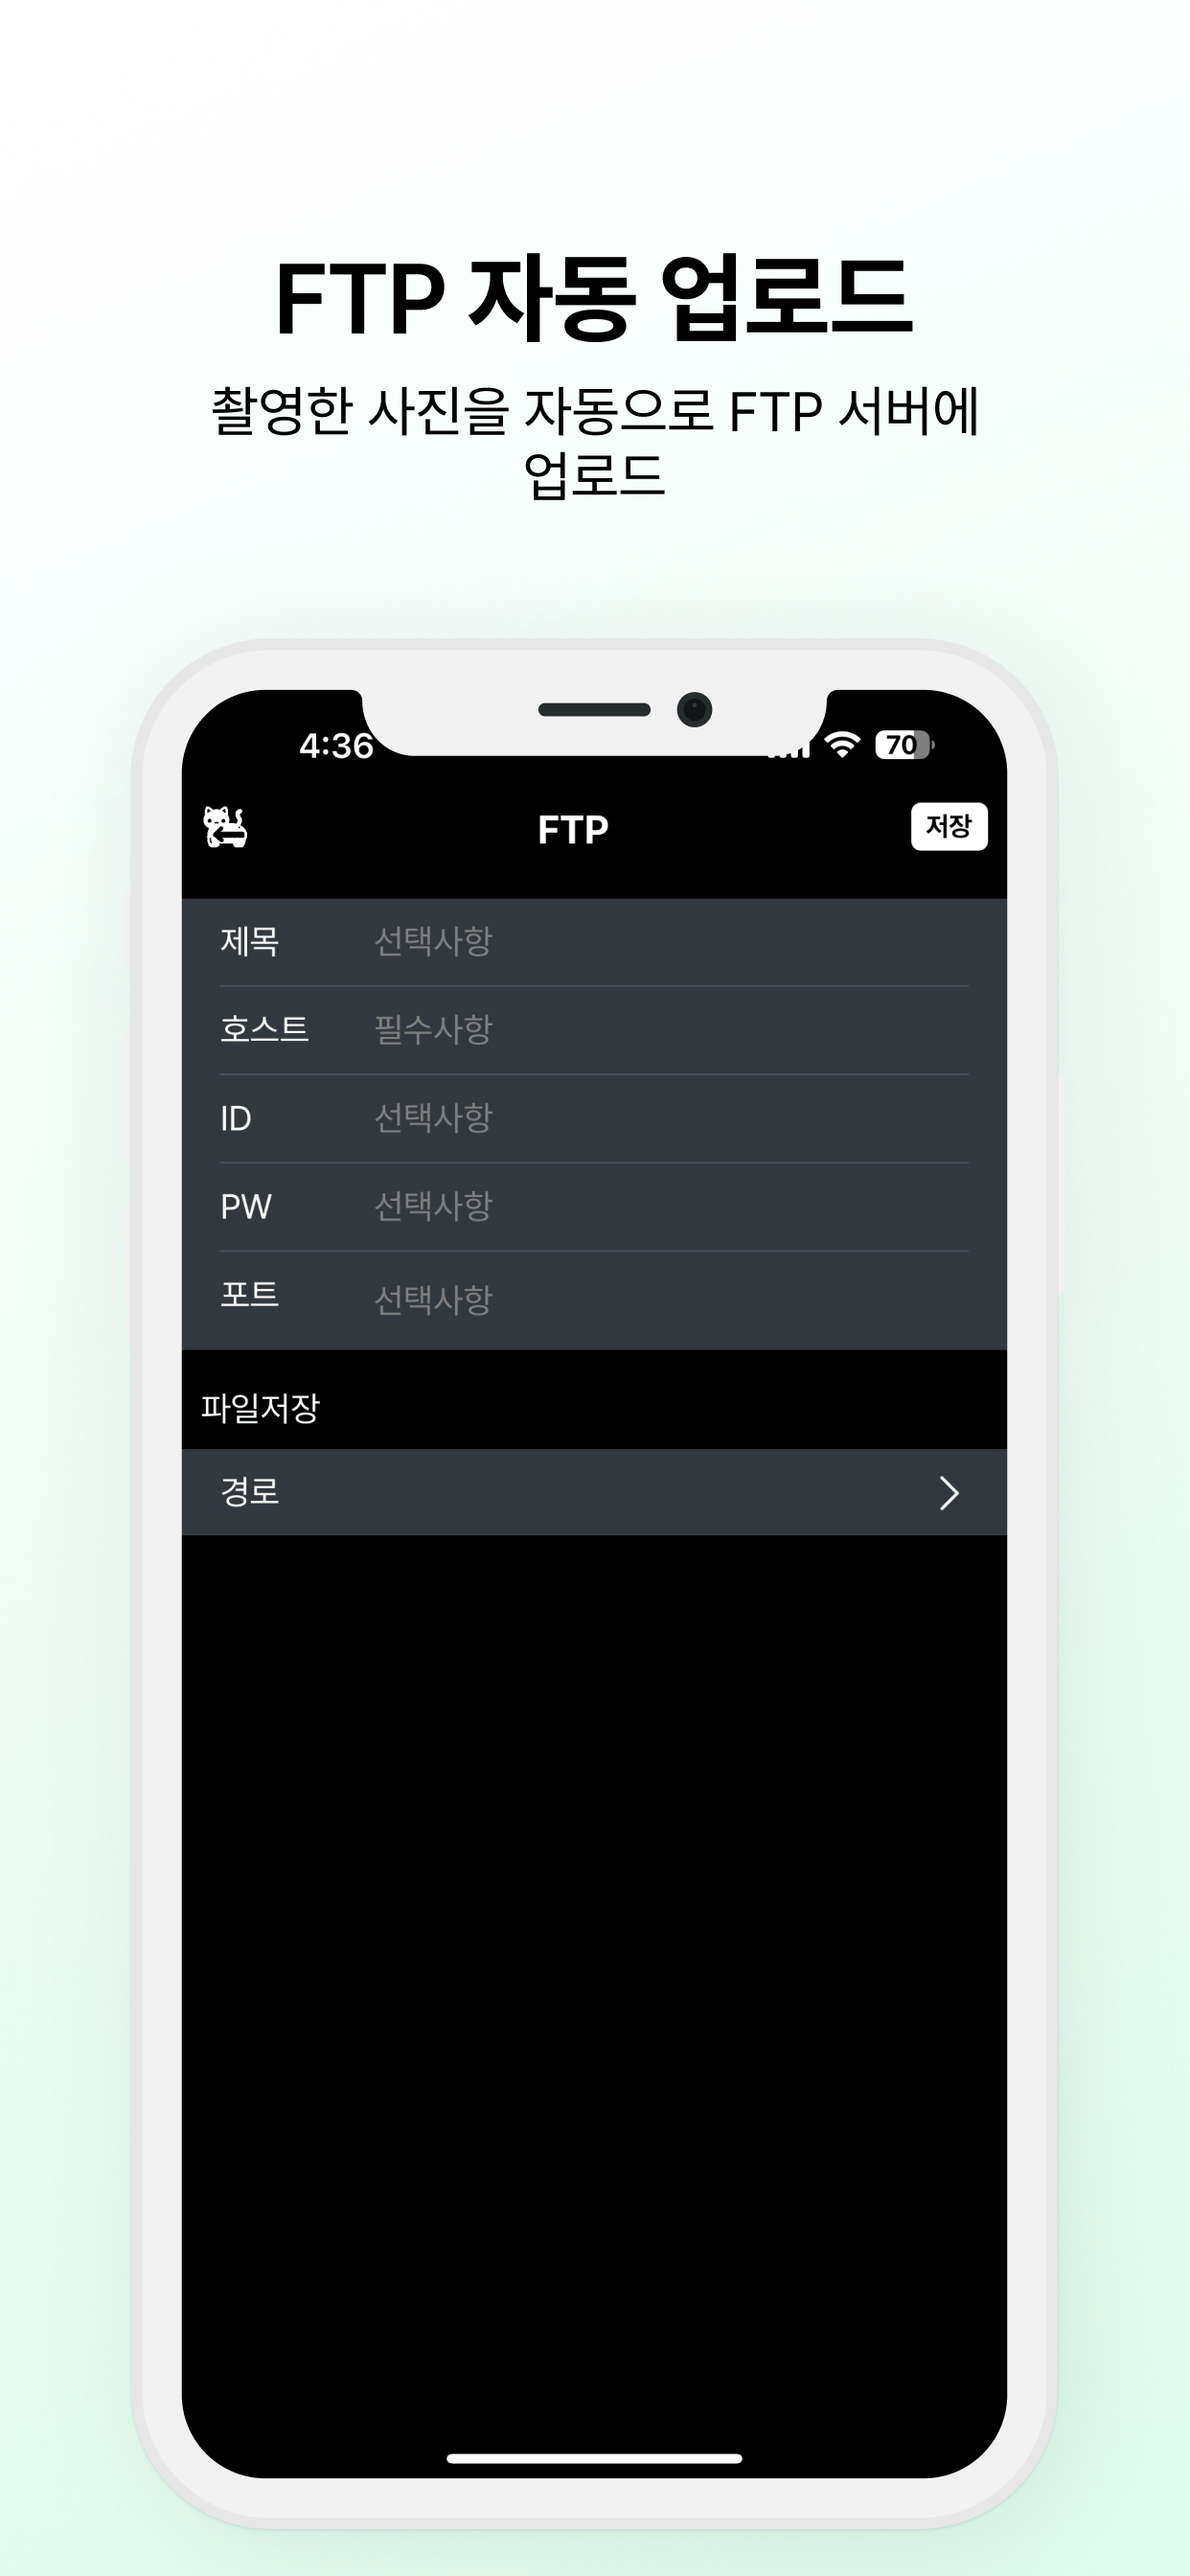 FTP 자동 업로드
촬영한 사진을 자동으로 FTP 서버에
업로드
4:36
70
FTP
저장
제목 선택사항
호스트 필수사항
ID 선택사항
PW 선택사항
포트 선택사항
파일저장
경로